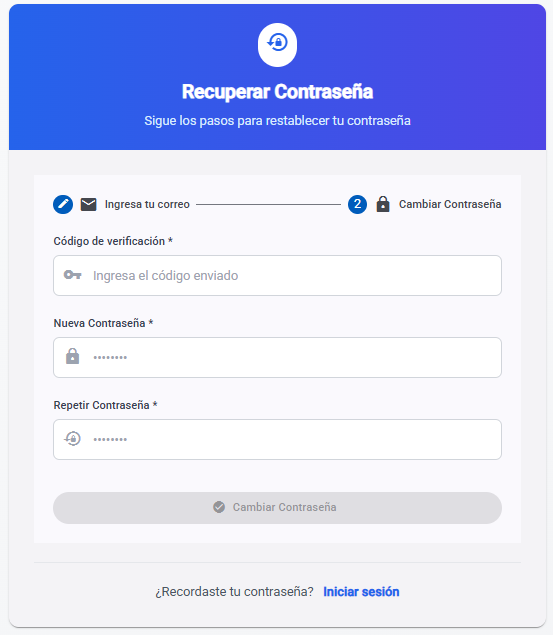 Recuperar Contraseña
Sigue los pasos para restablecer tu contraseña
Ingresa tu correo 2 Cambiar Contraseña
Código de verificación *
Ingresa el código enviado
Nueva Contraseña *
••••••••
Repetir Contraseña *
••••••••
Cambiar Contraseña
¿Recordaste tu contraseña? Iniciar sesión